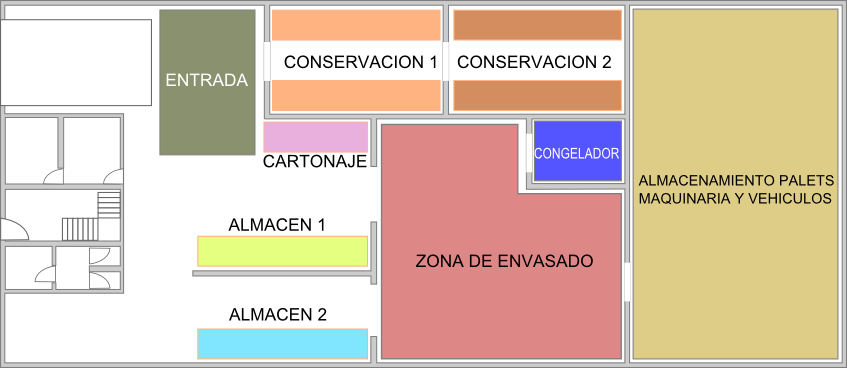 ENTRADA
CONSERVACION 1
CONSERVACION 2
CARTONAJE
CONGELADOR
ALMACENAMIENTO PALETS
MAQUINARIA Y VEHICULOS
ALMACEN 1
ZONA DE ENVASADO
ALMACEN 2